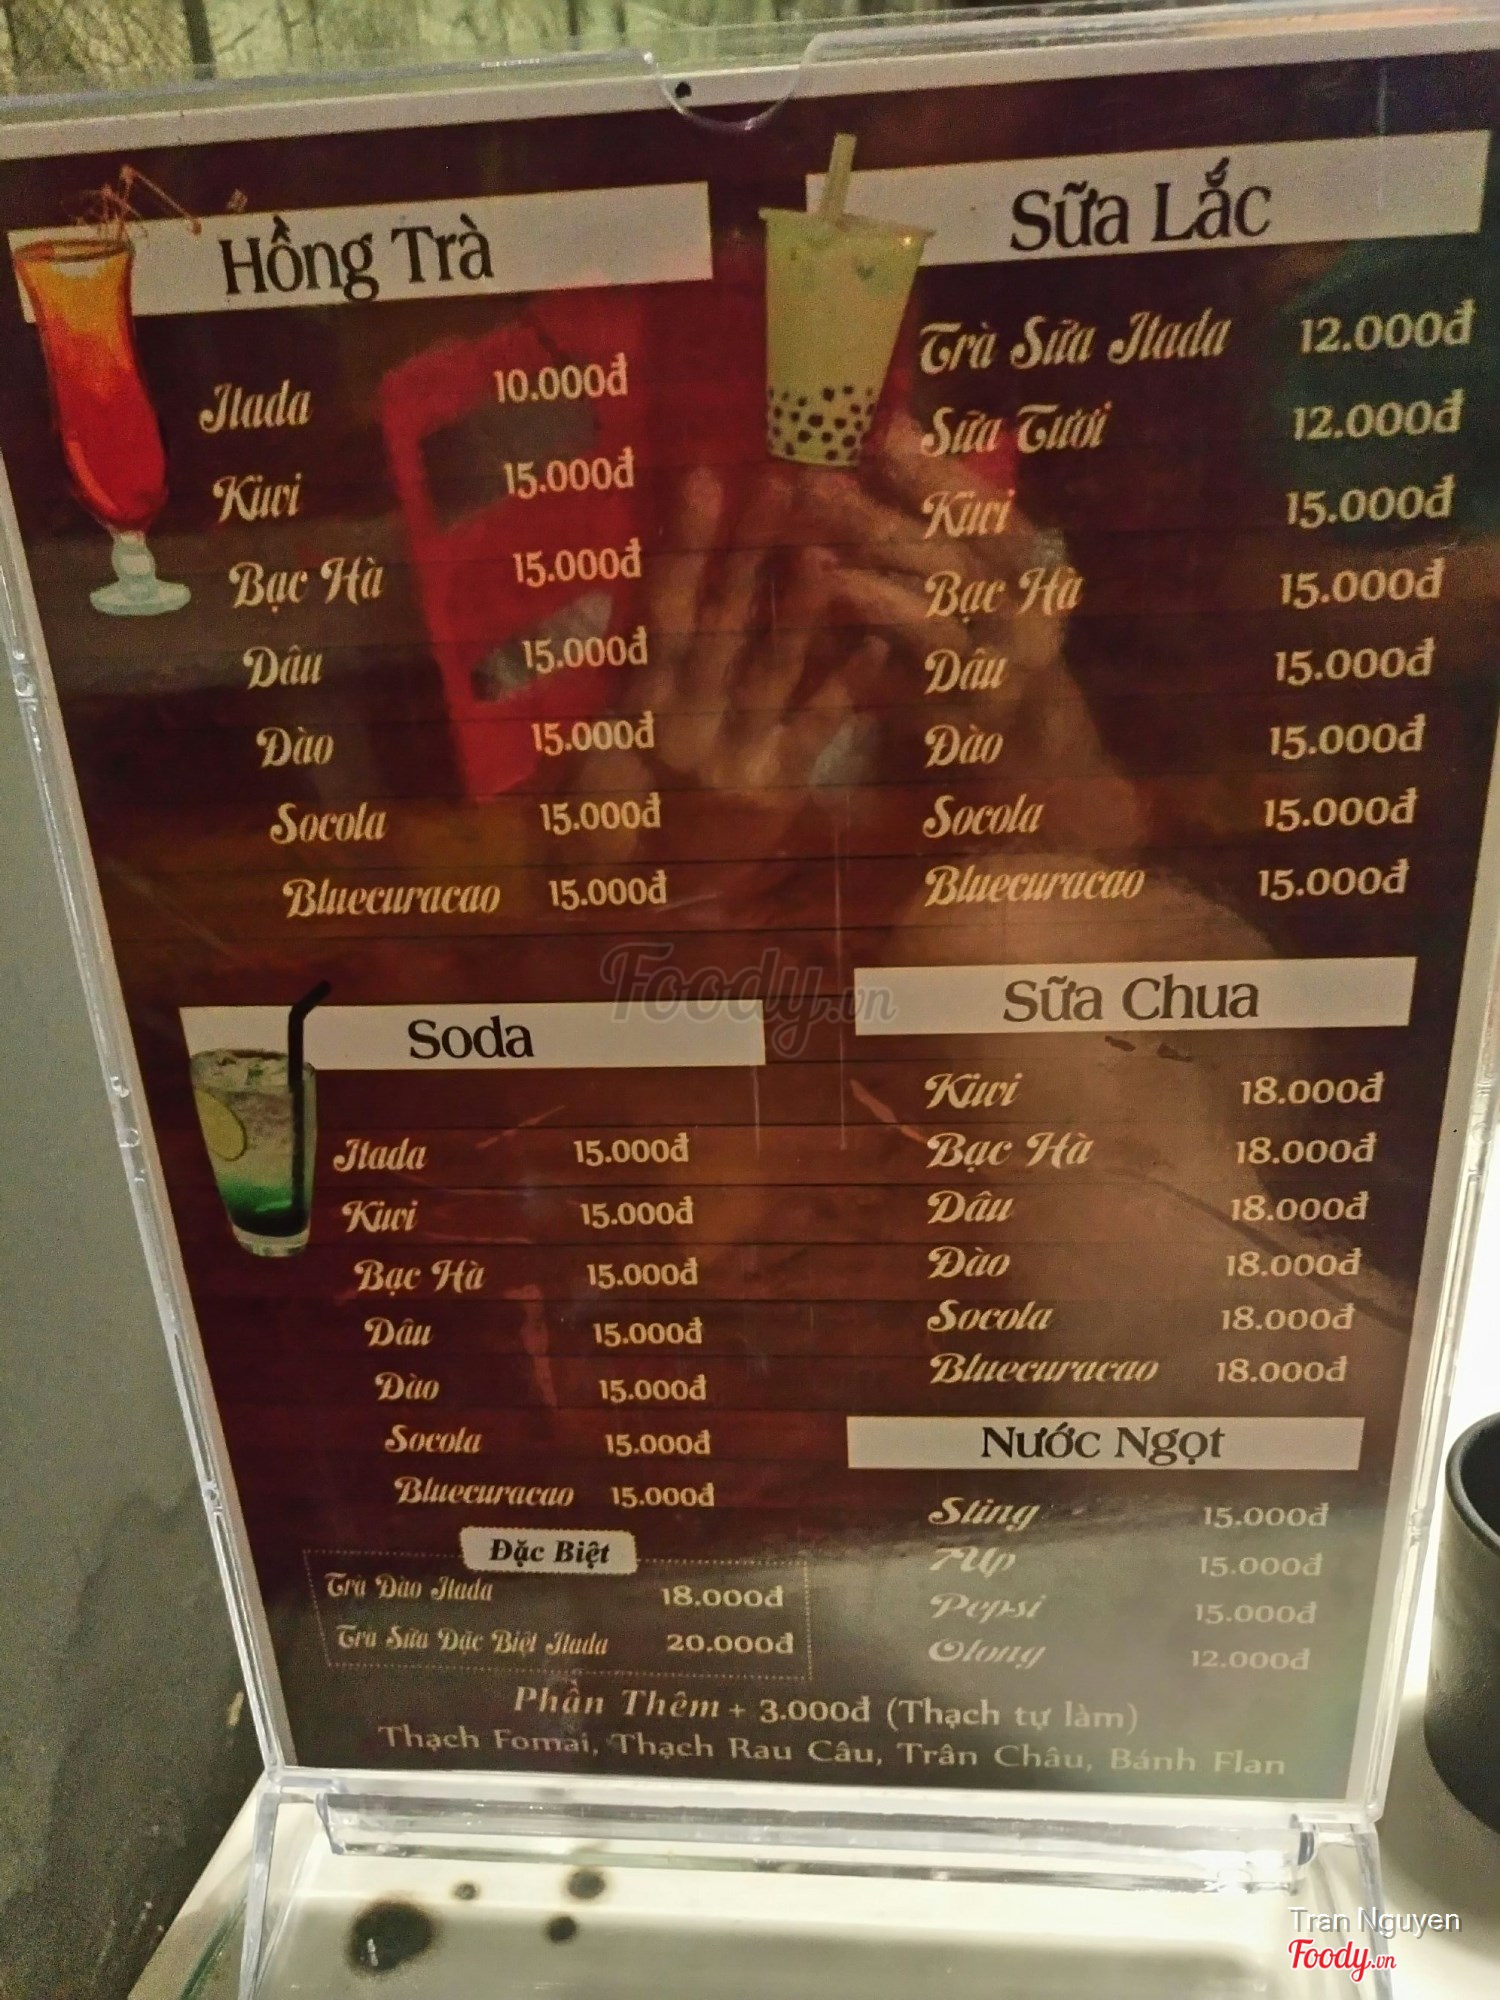 Hồng Trà
Itada 10.000đ
Kiwi 15.000đ
Bạc Hà 15.000đ
Dâu 15.000đ
Đào 15.000đ
Socola 15.000đ
Bluecuracao 15.000đ
Sữa Lắc
Trà Sữa Itada 12.000đ
Sữa Tươi 12.000đ
Kiwi 15.000đ
Bạc Hà 15.000đ
Dâu 15.000đ
Đào 15.000đ
Socola 15.000đ
Bluecuracao 15.000đ
Foody.vn
Soda
Itada 15.000đ
Kiwi 15.000đ
Bạc Hà 15.000đ
Dâu 15.000đ
Đào 15.000đ
Socola 15.000đ
Bluecuracao 15.000đ
Sữa Chua
Kiwi 18.000đ
Bạc Hà 18.000đ
Dâu 18.000đ
Đào 18.000đ
Socola 18.000đ
Bluecuracao 18.000đ
Nước Ngọt
Sting 15.000đ
7Up 15.000đ
Pepsi 15.000đ
Olong 12.000đ
Đặc Biệt
Trà Đào Itada 18.000đ
Trà Sữa Đặc Biệt Itada 20.000đ
Phần Thêm + 3.000đ (Thạch tự làm)
Thạch Fomai, Thạch Rau Câu, Trân Châu, Bánh Flan
Tran Nguyen
Foody.vn